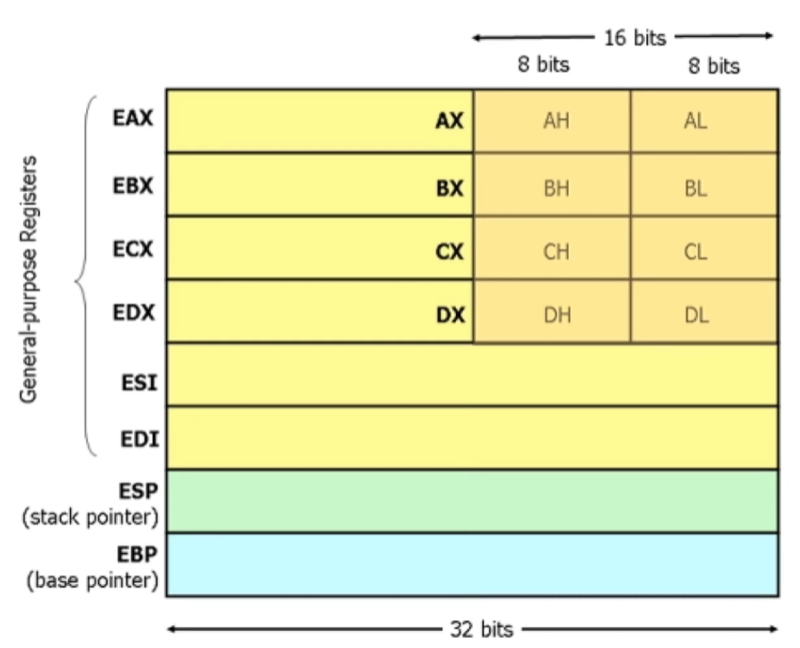 16 bits
8 bits 8 bits
General-purpose Registers
EAX AX AH AL
EBX BX BH BL
ECX CX CH CL
EDX DX DH DL
ESI
EDI
ESP
(stack pointer)
EBP
(base pointer)
32 bits